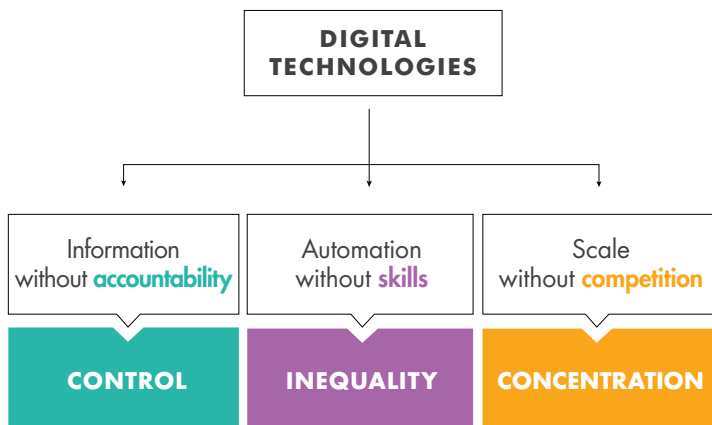 DIGITAL
TECHNOLOGIES
Information
without accountability
Automation
without skills
Scale
without competition
CONTROL
INEQUALITY
CONCENTRATION